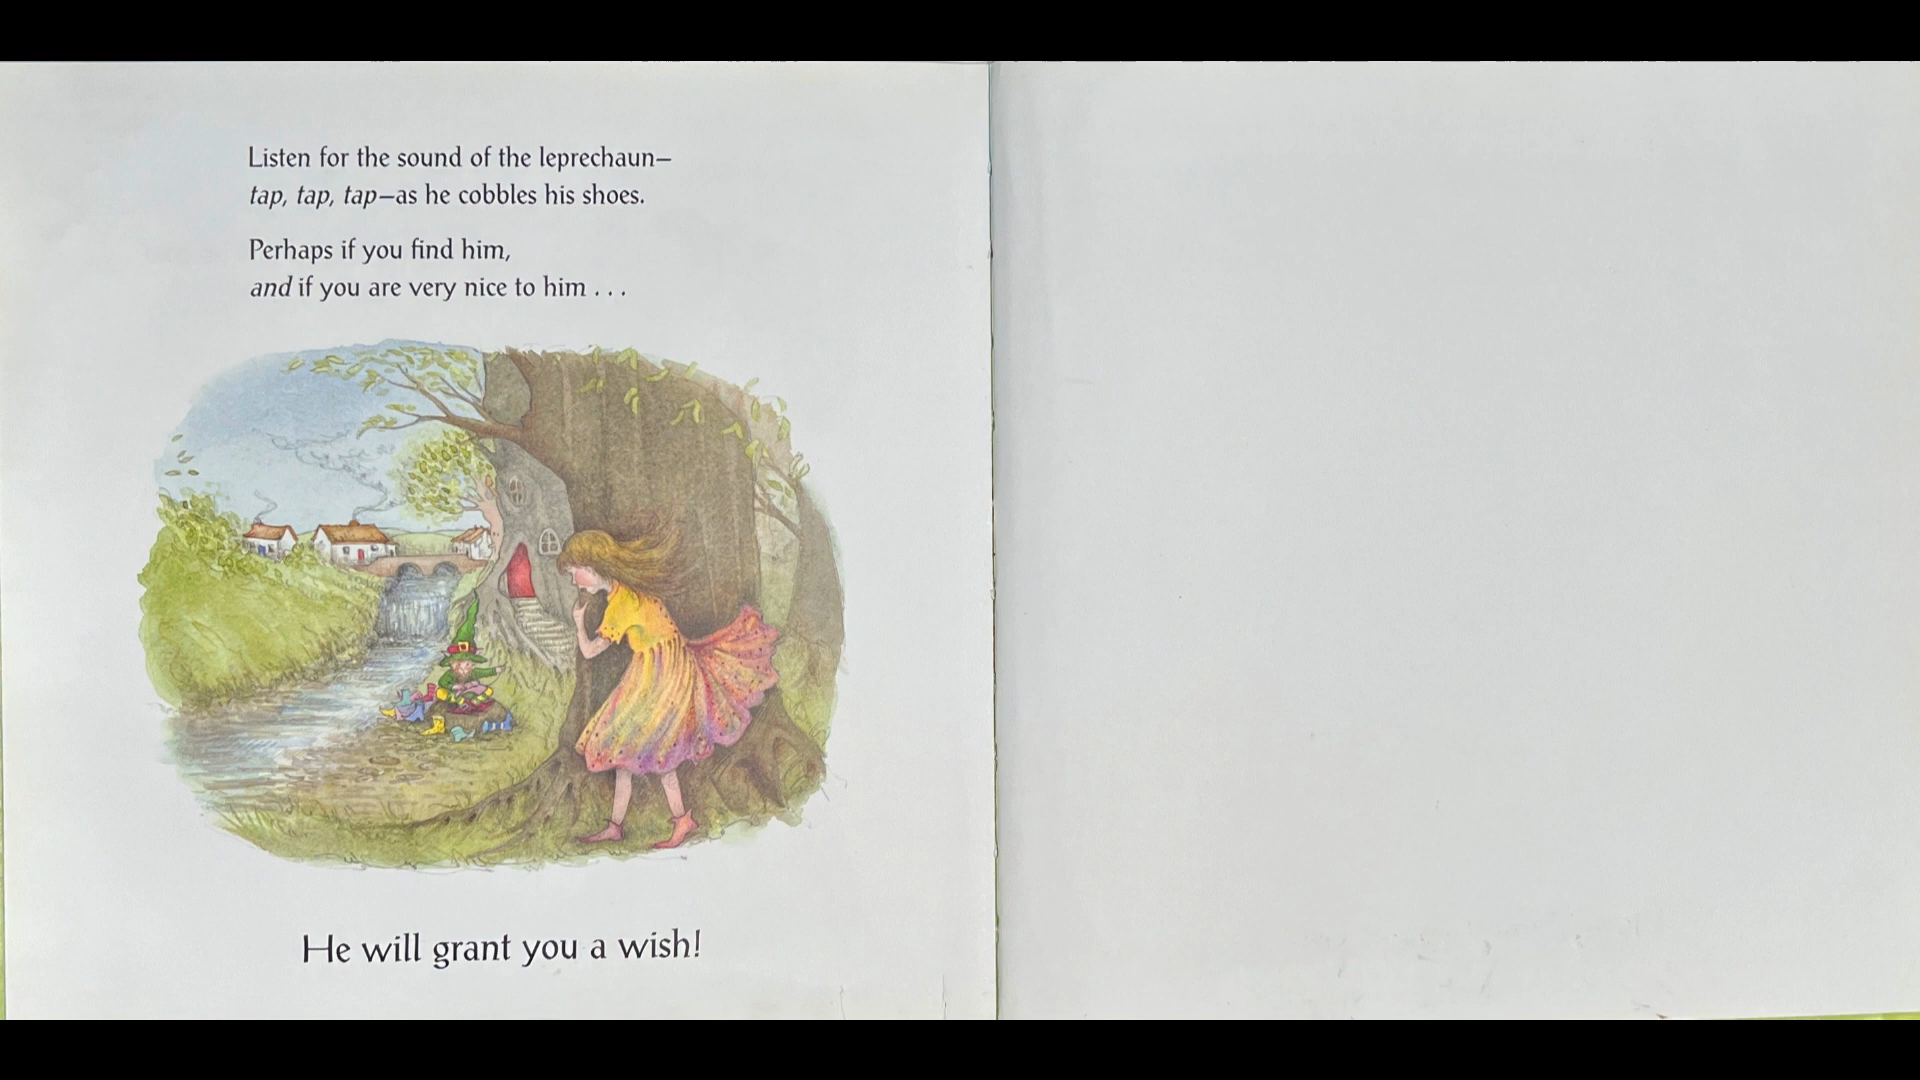 Listen for the sound of the leprechaun—
tap, tap, tap—as he cobbles his shoes.
Perhaps if you find him,
and if you are very nice to him . . .
He will grant you a wish!